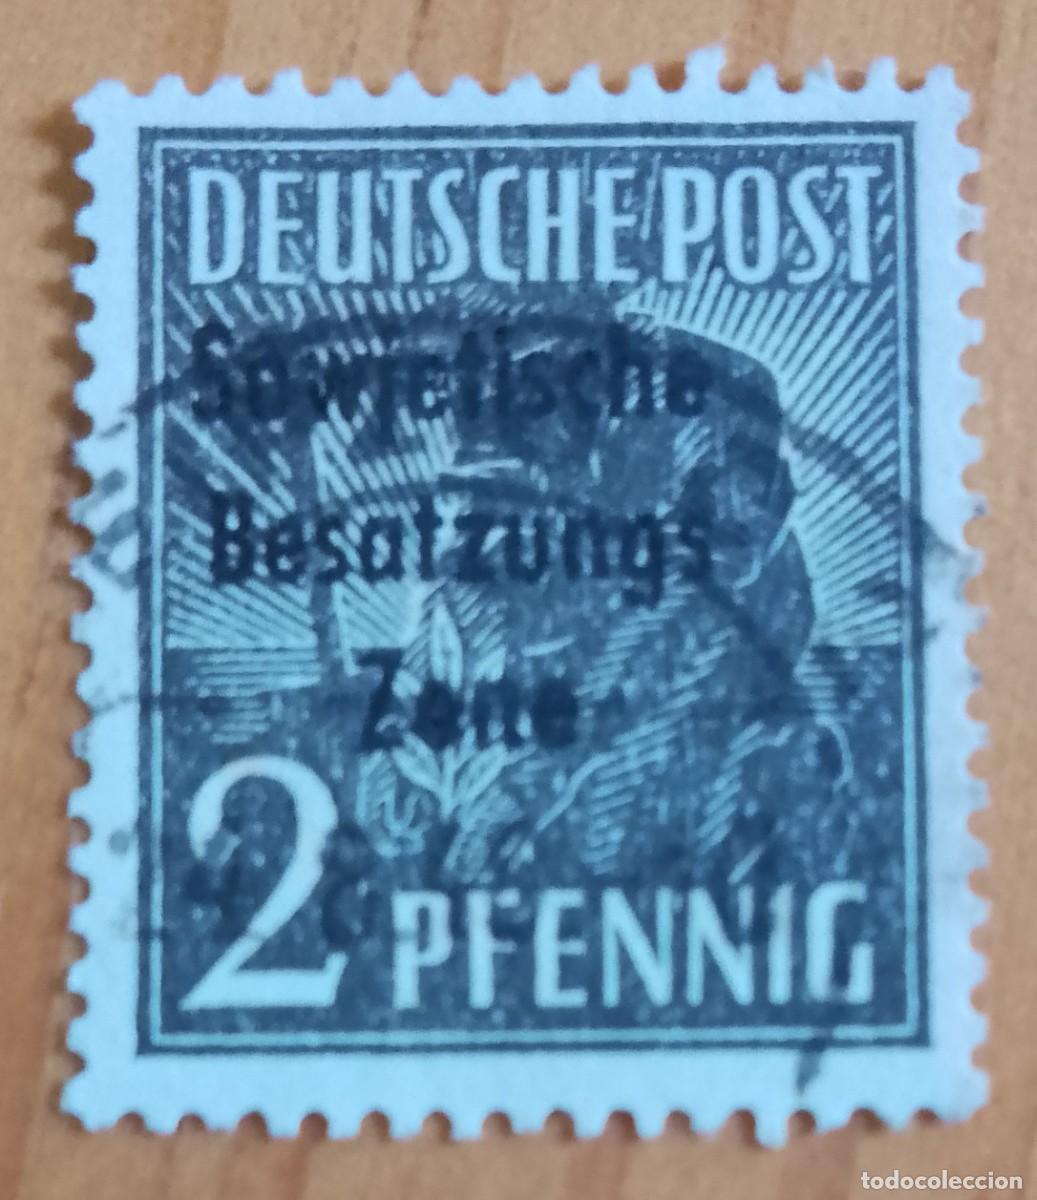 DEUTSCHE POST
Sowjetische
Besatzungs-
Zone
2 PFENNIG
todocoleccion